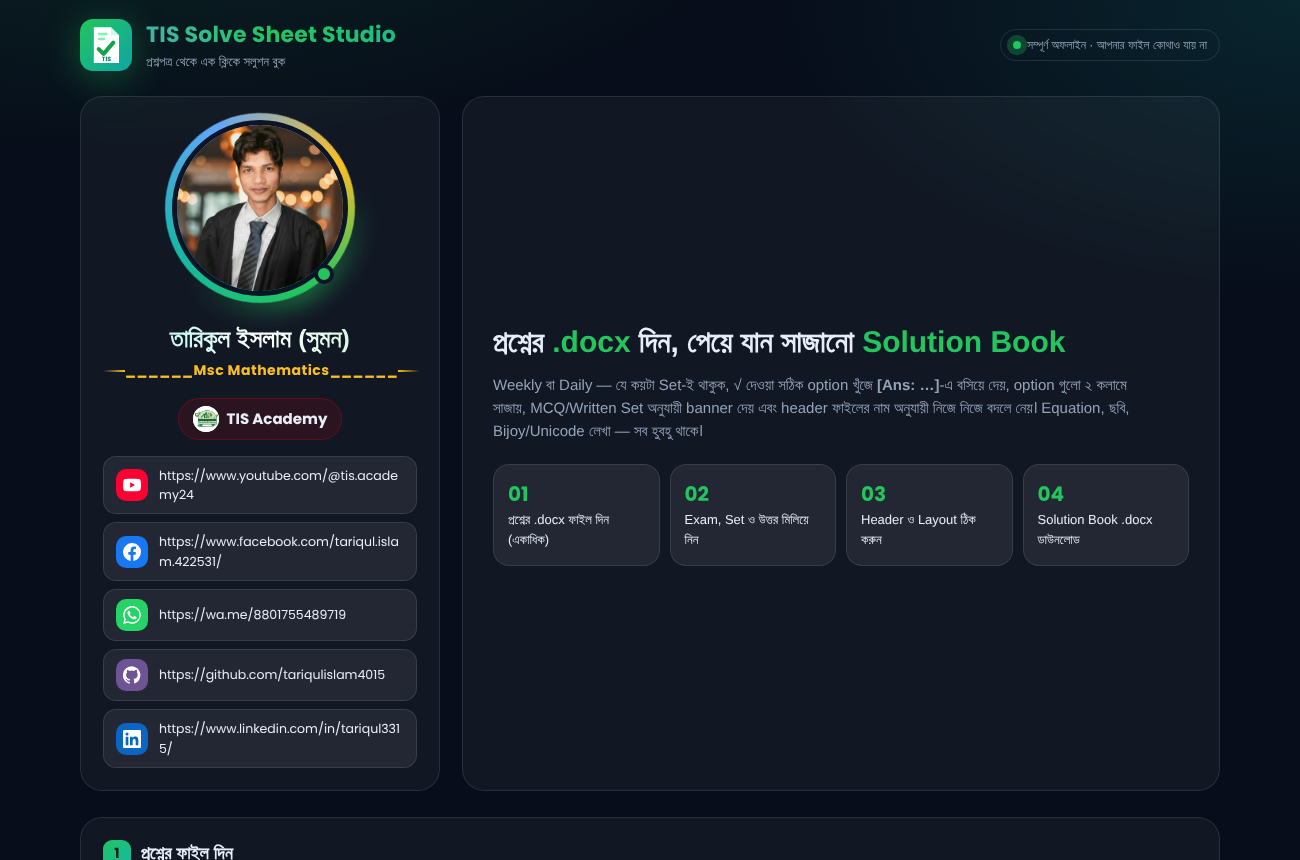 TIS Solve Sheet Studio
প্রশ্নপত্র থেকে এক ক্লিকে সলুশন বুক
সম্পূর্ণ অফলাইন · আপনার ফাইল কোথাও যায় না
TIS
তারিকুল ইসলাম (সুমন)
______Msc Mathematics______
TIS Academy
https://www.youtube.com/@tis.acade
my24
https://www.facebook.com/tariqul.isla
m.422531/
https://wa.me/8801755489719
https://github.com/tariqulislam4015
https://www.linkedin.com/in/tariqul331
5/
প্রশ্নের .docx দিন, পেয়ে যান সাজানো Solution Book
Weekly বা Daily — যে কয়টা Set-ই থাকুক, √ দেওয়া সঠিক option খুঁজে [Ans: …]-এ বসিয়ে দেয়, option গুলো ২ কলামে
সাজায়, MCQ/Written Set অনুযায়ী banner দেয় এবং header ফাইলের নাম অনুযায়ী নিজে নিজে বদলে নেয়। Equation, ছবি,
Bijoy/Unicode লেখা — সব হুবহু থাকে।
01
প্রশ্নের .docx ফাইল দিন
(একাধিক)
02
Exam, Set ও উত্তর মিলিয়ে
নিন
03
Header ও Layout ঠিক
করুন
04
Solution Book .docx
ডাউনলোড
1
প্রশ্নের ফাইল দিন